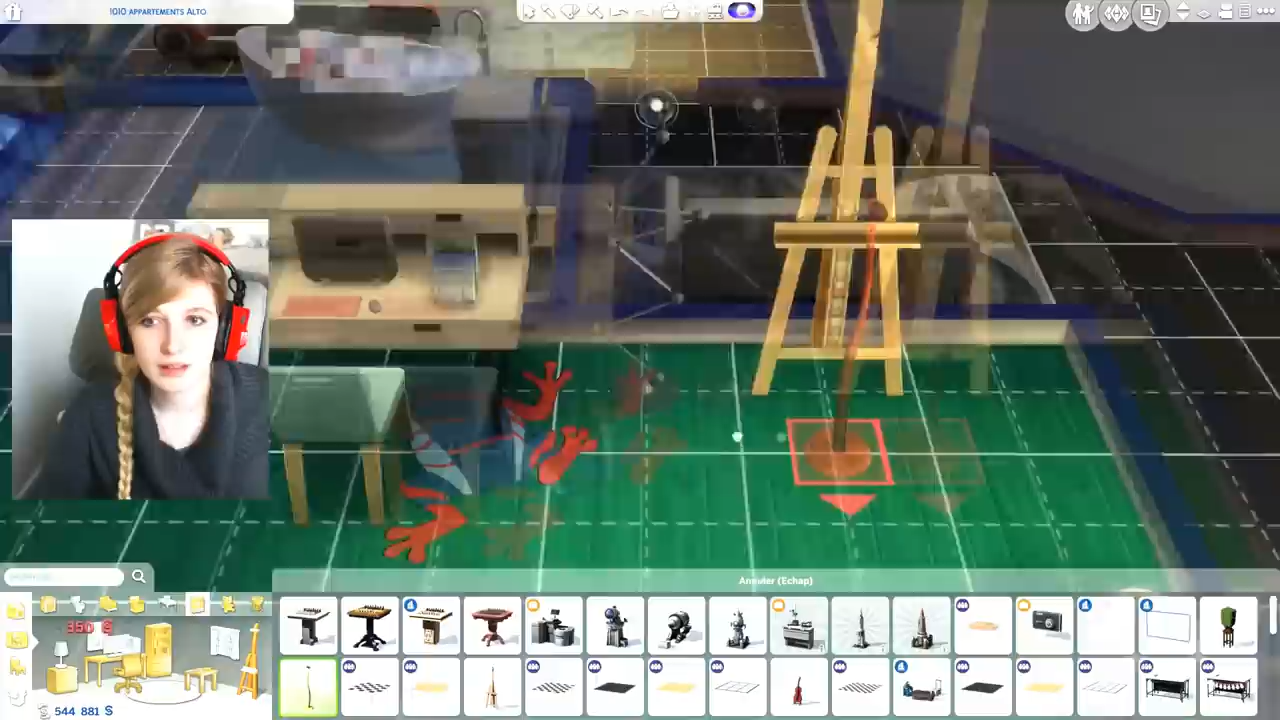 1010 APPARTEMENTS ALTO
Annuler (Echap)
350 §
544 881 §